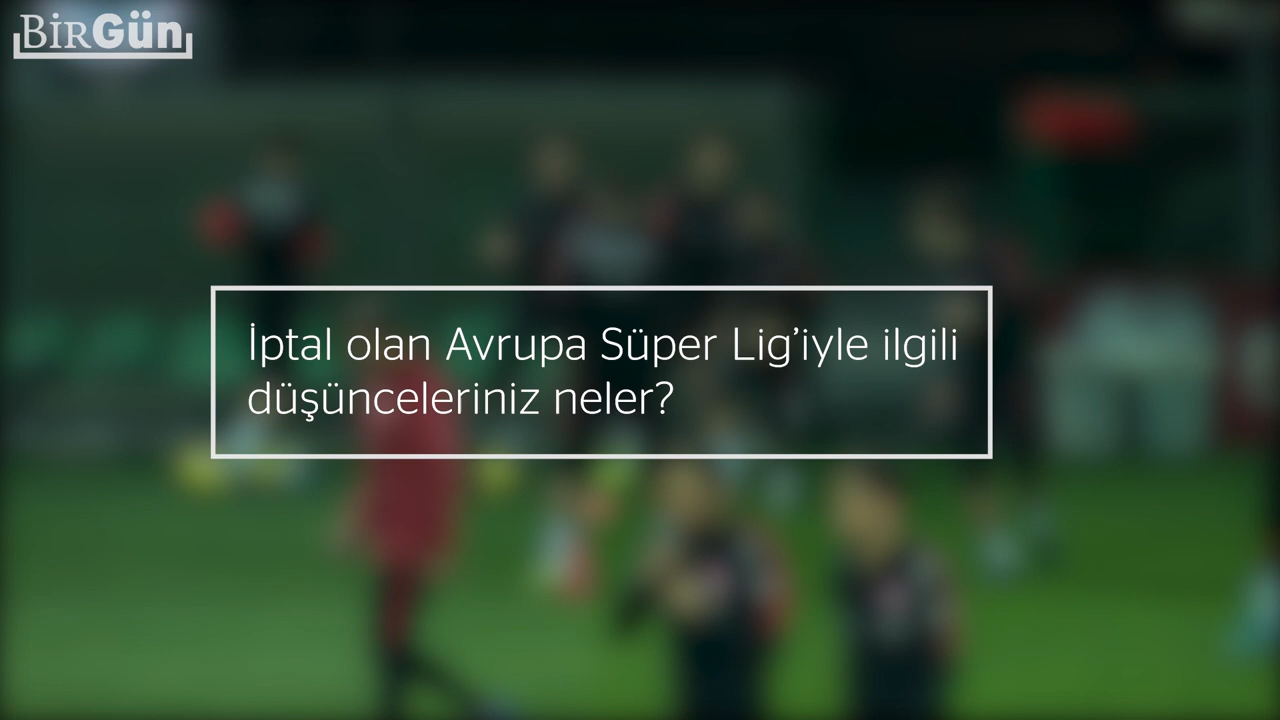 BirGün
İptal olan Avrupa Süper Lig’iyle ilgili
düşünceleriniz neler?